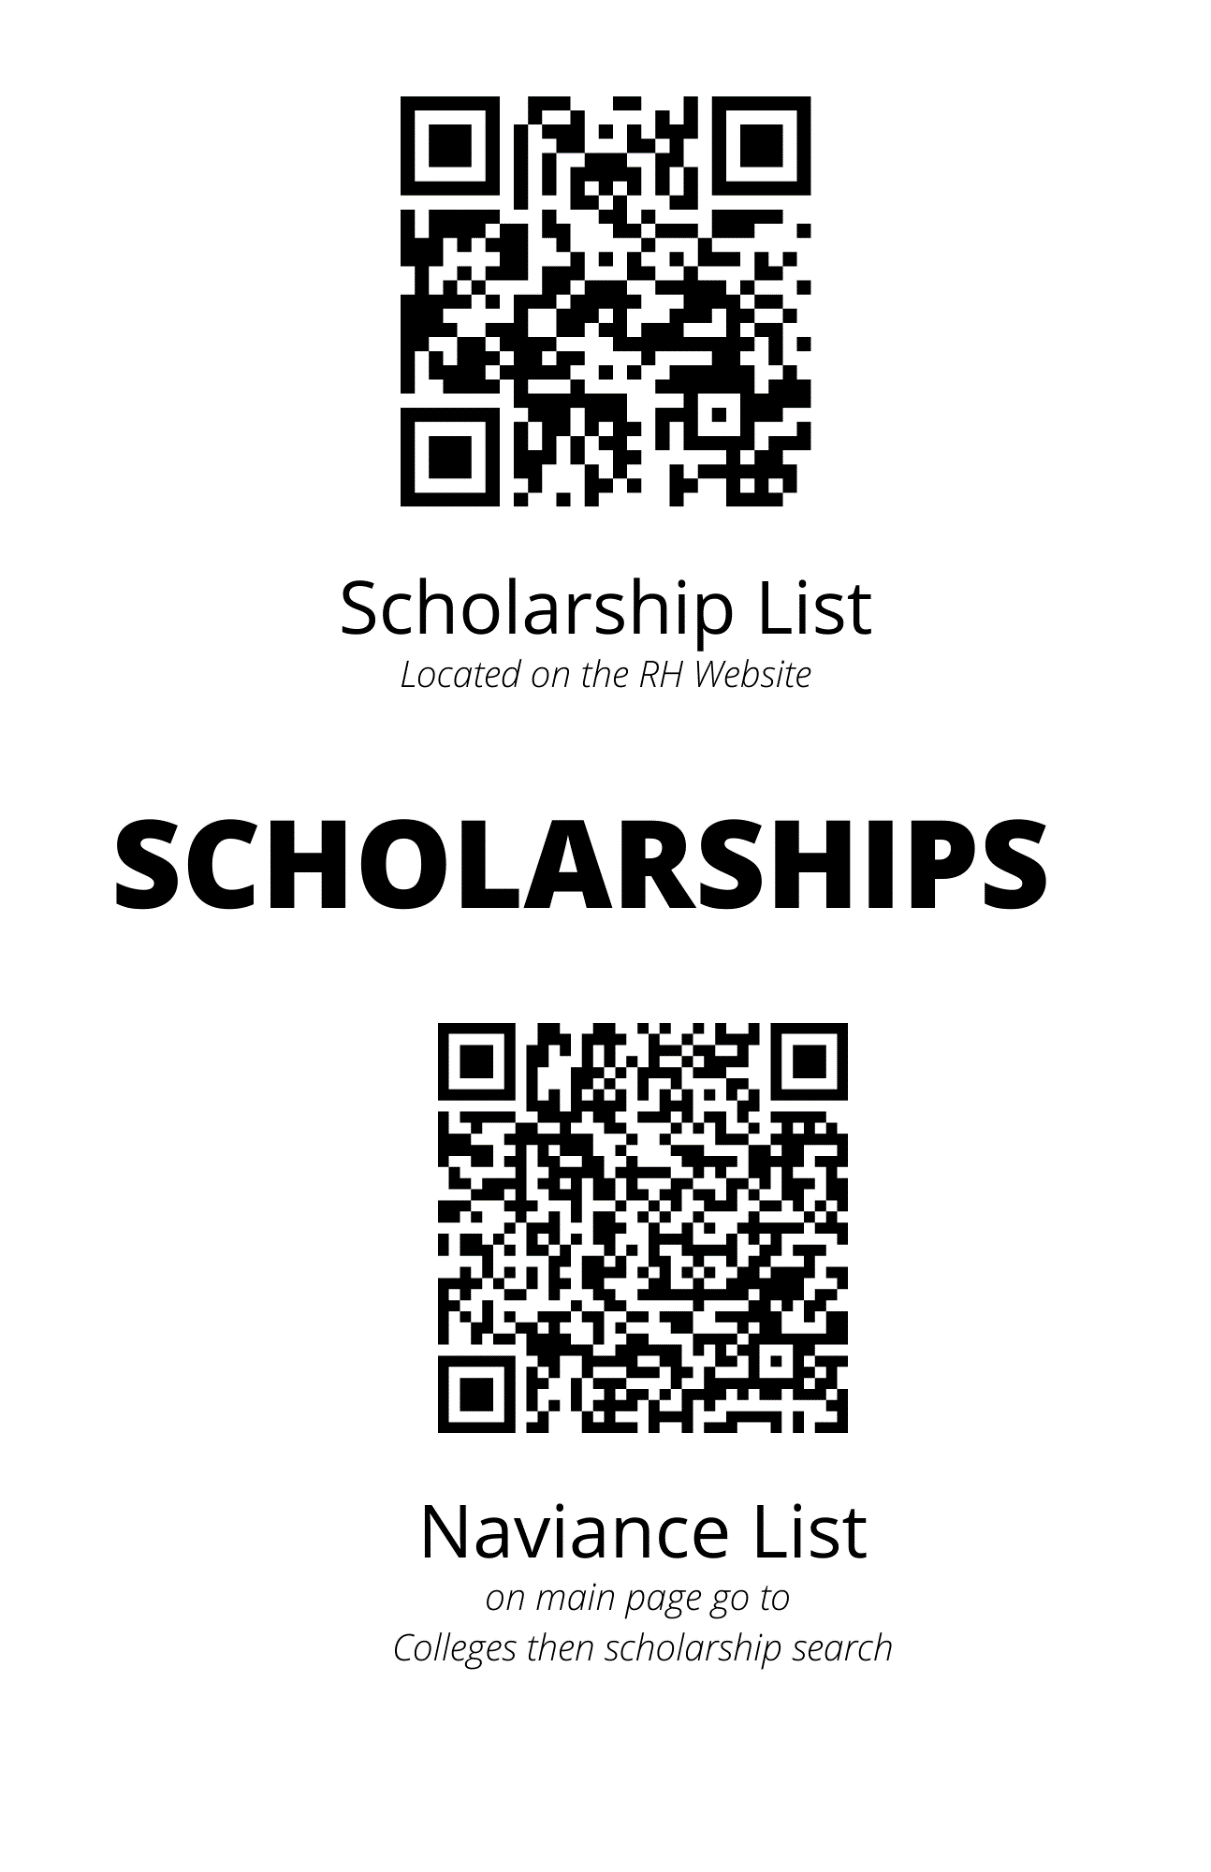 Scholarship List
Located on the RH Website
SCHOLARSHIPS
Naviance List
on main page go to
Colleges then scholarship search